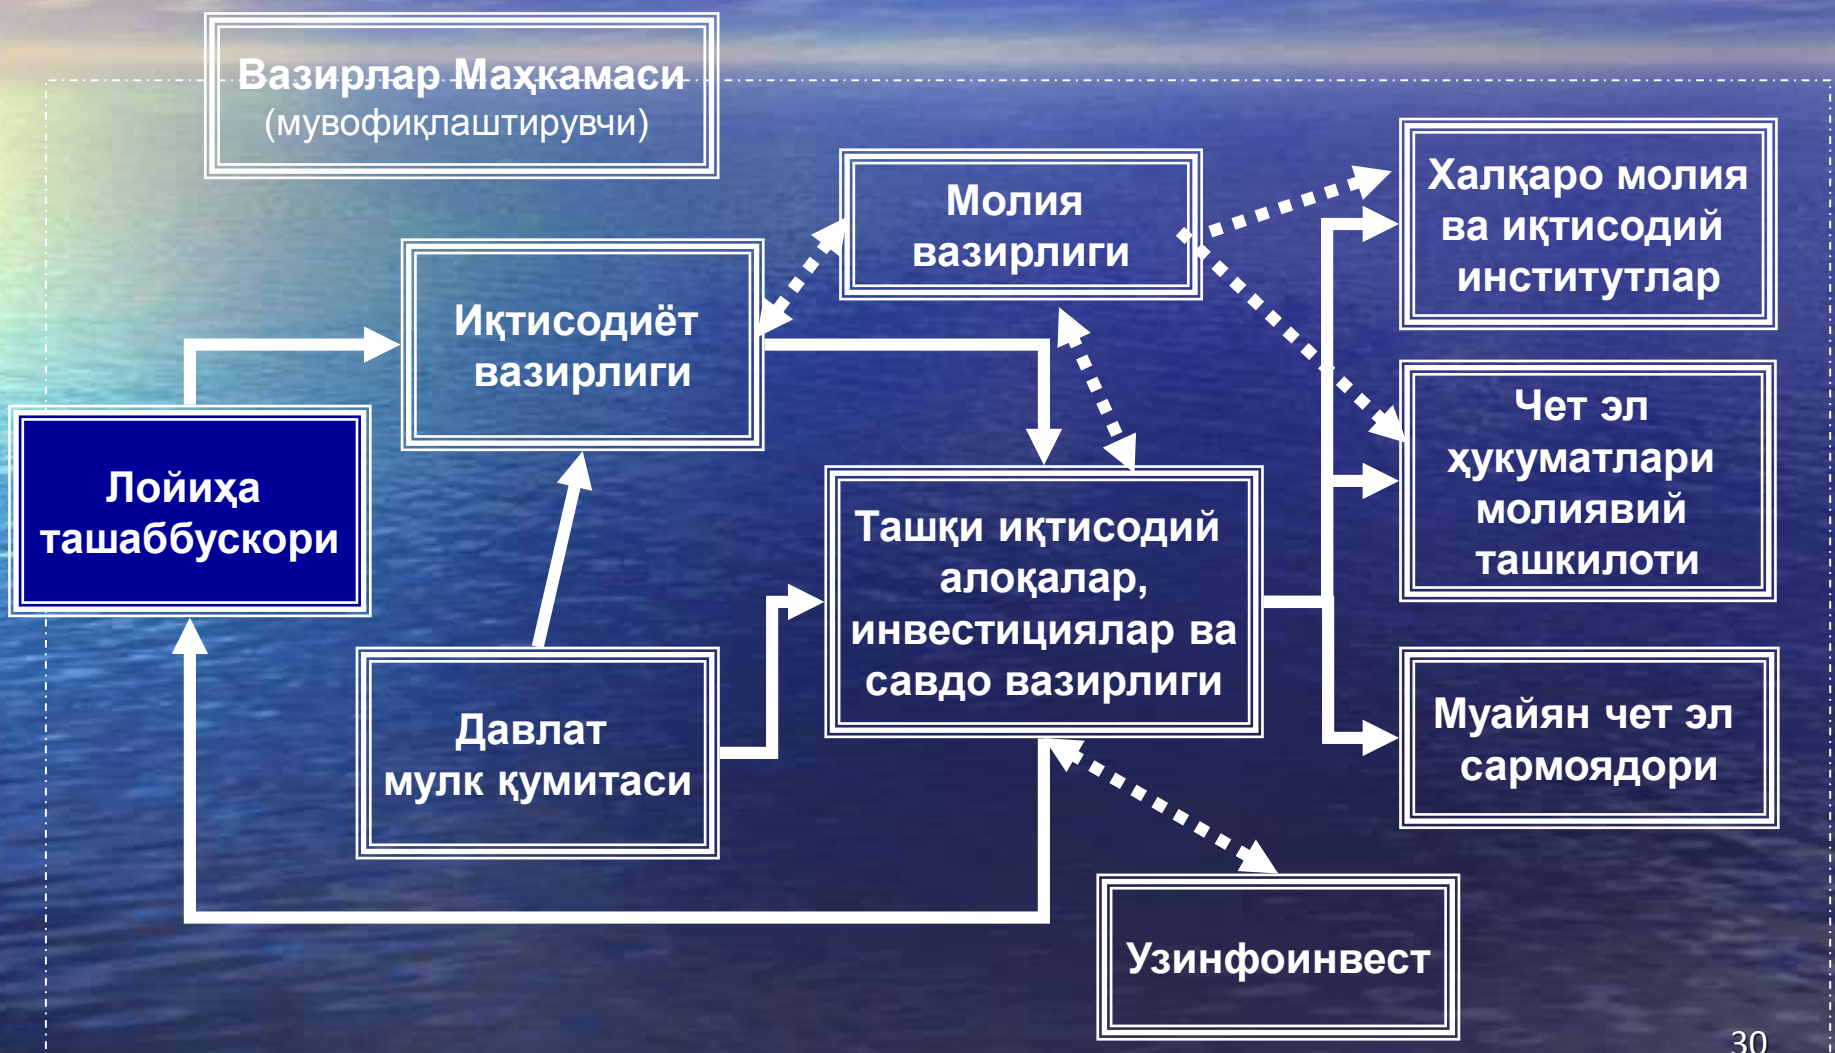 Вазирлар Маҳкамаси
(мувофиқлаштирувчи)
Молия
вазирлиги
Халқаро молия
ва иқтисодий
институтлар
Иқтисодиёт
вазирлиги
Чет эл
ҳукуматлари
молиявий
ташкилоти
Лойиҳа
ташаббускори
Ташқи иқтисодий
алоқалар,
инвестициялар ва
савдо вазирлиги
Давлат
мулк қумитаси
Муайян чет эл
сармоядори
Узинфоинвест
30